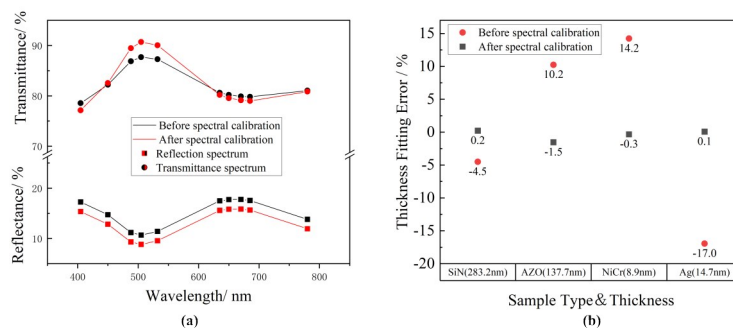 Transmittance/ %
Reflectance/ %
90
80
70
20
10
Before spectral calibration
After spectral calibration
Reflection spectrum
Transmittance spectrum
400
500
600
700
800
Wavelength/ nm
(a)
Thickness Fitting Error / %
20
15
10
5
0
-5
-10
-15
-20
Before spectral calibration
After spectral calibration
14.2
10.2
0.2
-1.5
-0.3
0.1
-4.5
-17.0
SiN(283.2nm)
AZO(137.7nm)
NiCr(8.9nm)
Ag(14.7nm)
Sample Type&Thickness
(b)